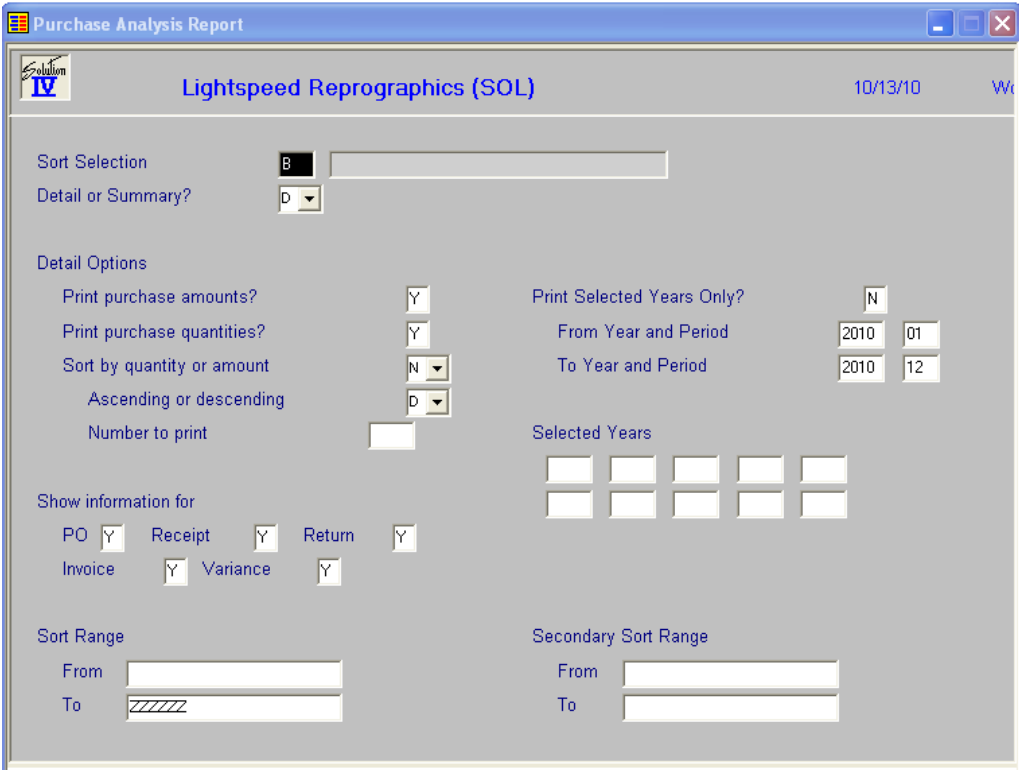 Purchase Analysis Report
Solution
IV
Lightspeed Reprographics (SOL) 10/13/10
Sort Selection B
Detail or Summary? D
Detail Options
Print purchase amounts? Y Print Selected Years Only? N
Print purchase quantities? Y From Year and Period 2010 01
Sort by quantity or amount N To Year and Period 2010 12
Ascending or descending D
Number to print Selected Years
Show information for
PO Y Receipt Y Return Y
Invoice Y Variance Y
Sort Range Secondary Sort Range
From From
To ZZZZZZ To